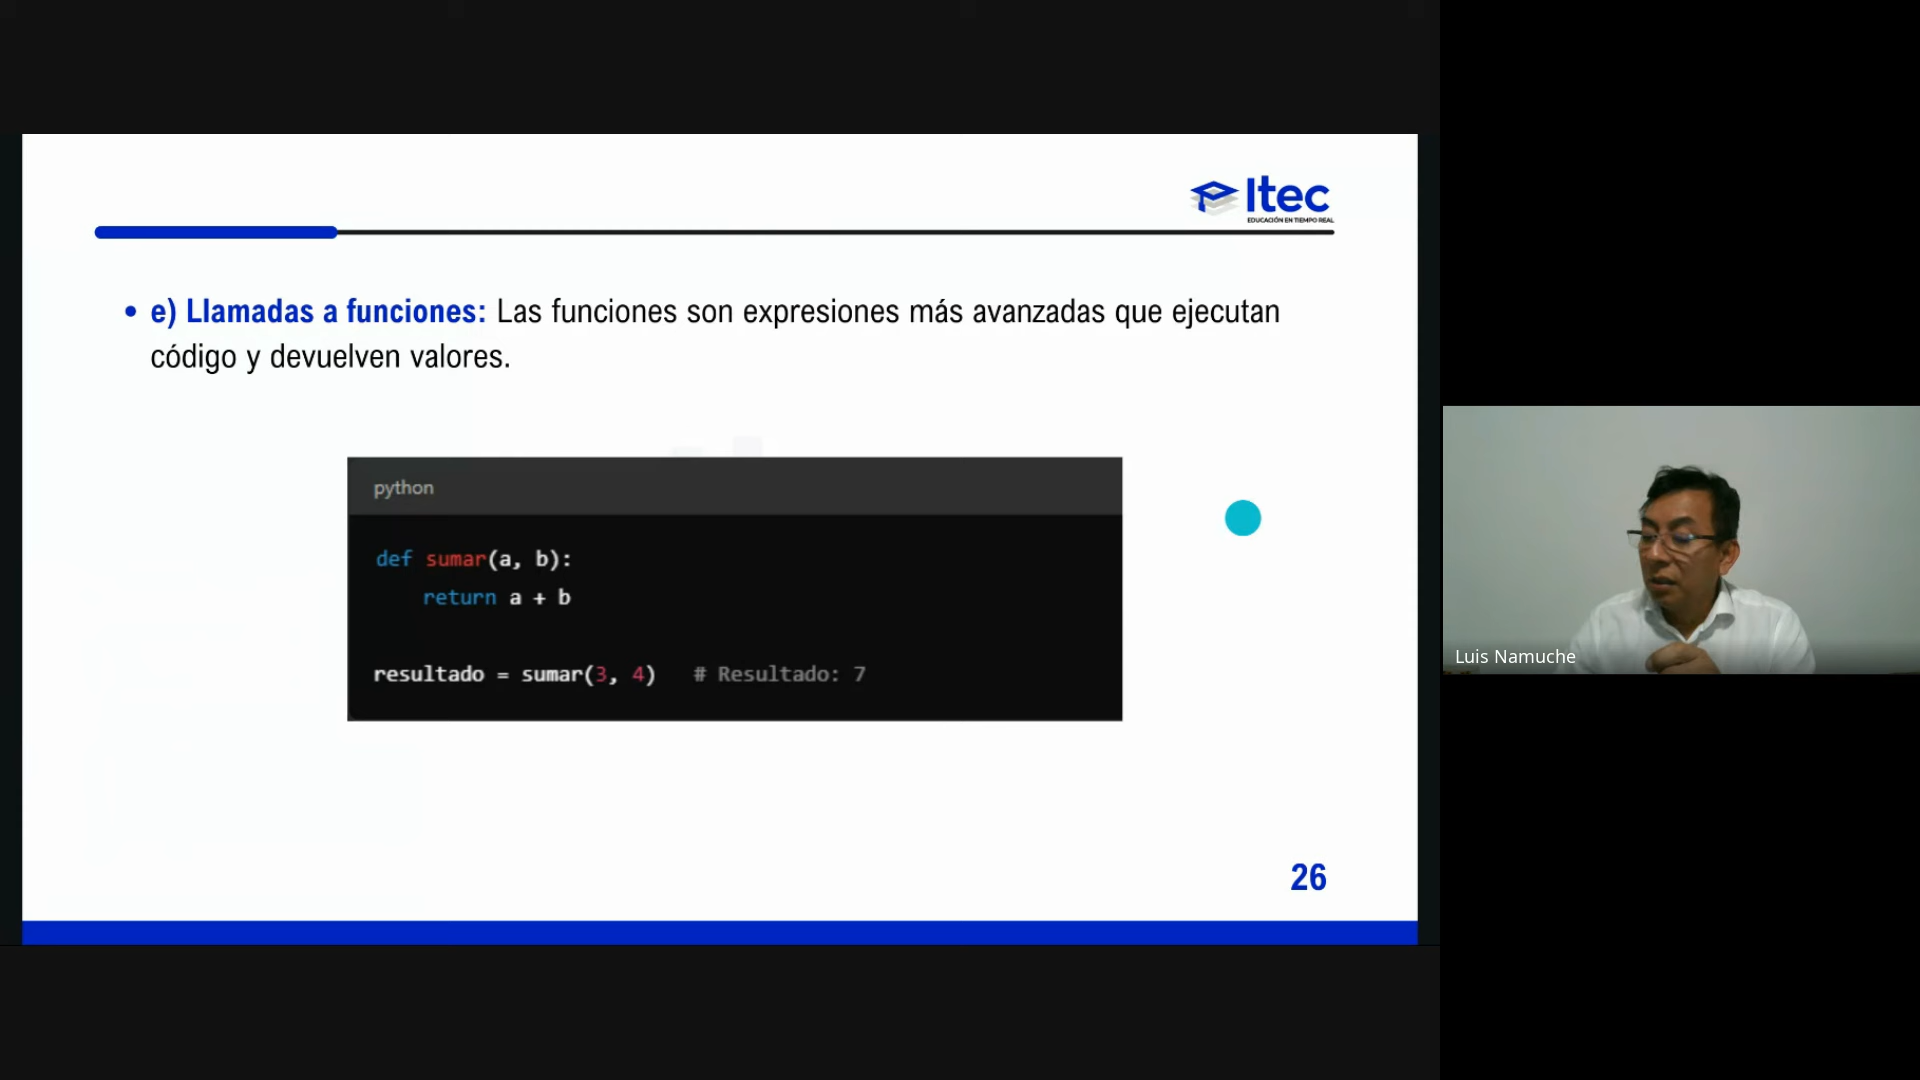 Itec
EDUCACIÓN EN TIEMPO REAL
• e) Llamadas a funciones: Las funciones son expresiones más avanzadas que ejecutan
código y devuelven valores.
python
def sumar(a, b):
    return a + b
resultado = sumar(3, 4)   # Resultado: 7
26
Luis Namuche